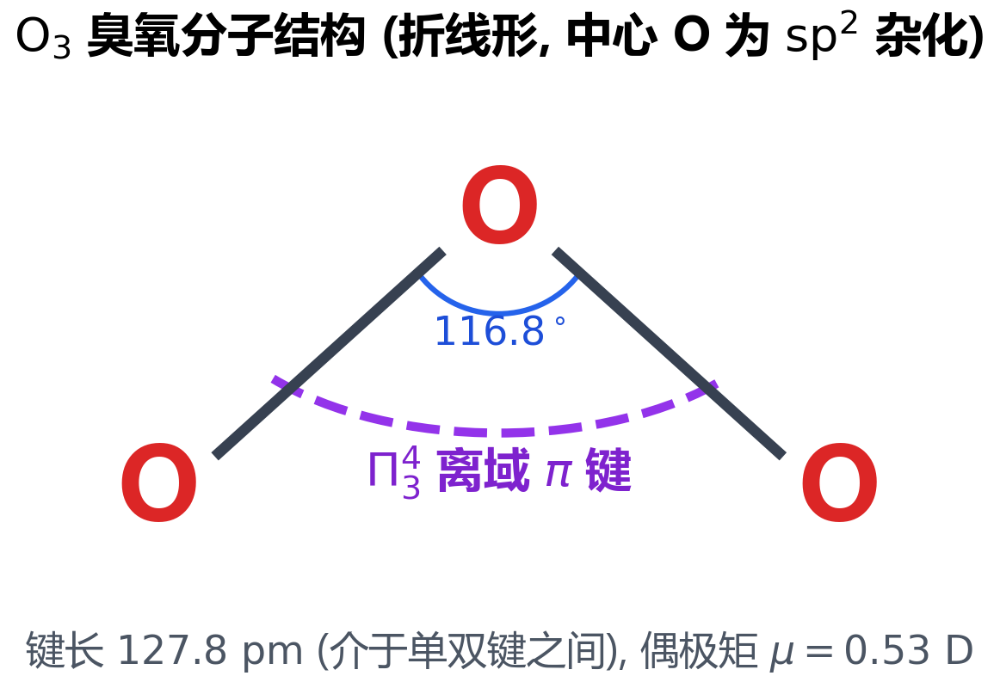 O₃ 臭氧分子结构 (折线形, 中心 O 为 sp² 杂化)
O
116.8°
Π₃⁴ 离域 π 键
O O
键长 127.8 pm (介于单双键之间), 偶极矩 μ = 0.53 D